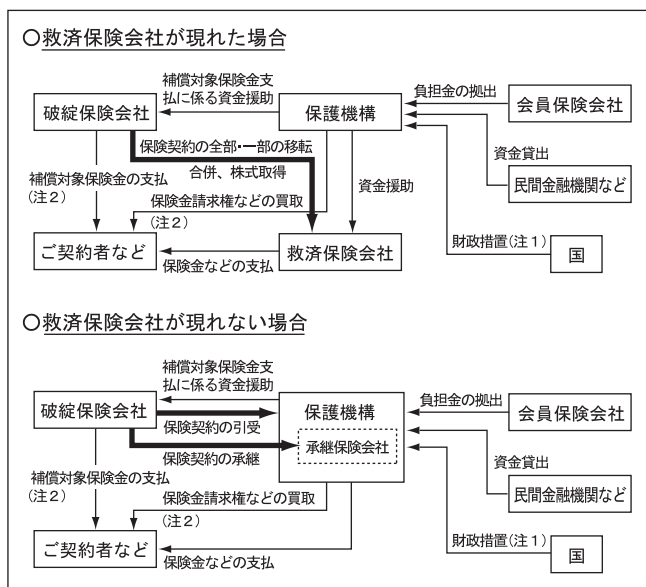 ○救済保険会社が現れた場合
補償対象保険金支
払に係る資金援助
負担金の拠出
破綻保険会社
保護機構
会員保険会社
保険契約の全部・一部の移転
合併、株式取得
資金貸出
補償対象保険金の支払
(注2)
保険金請求権などの買取
(注2)
資金援助
民間金融機関など
ご契約者など
救済保険会社
財政措置(注1)
国
保険金などの支払
○救済保険会社が現れない場合
補償対象保険金支
払に係る資金援助
負担金の拠出
破綻保険会社
保護機構
会員保険会社
保険契約の引受
承継保険会社
保険契約の承継
資金貸出
補償対象保険金の支払
(注2)
保険金請求権などの買取
(注2)
民間金融機関など
ご契約者など
財政措置(注1)
国
保険金などの支払